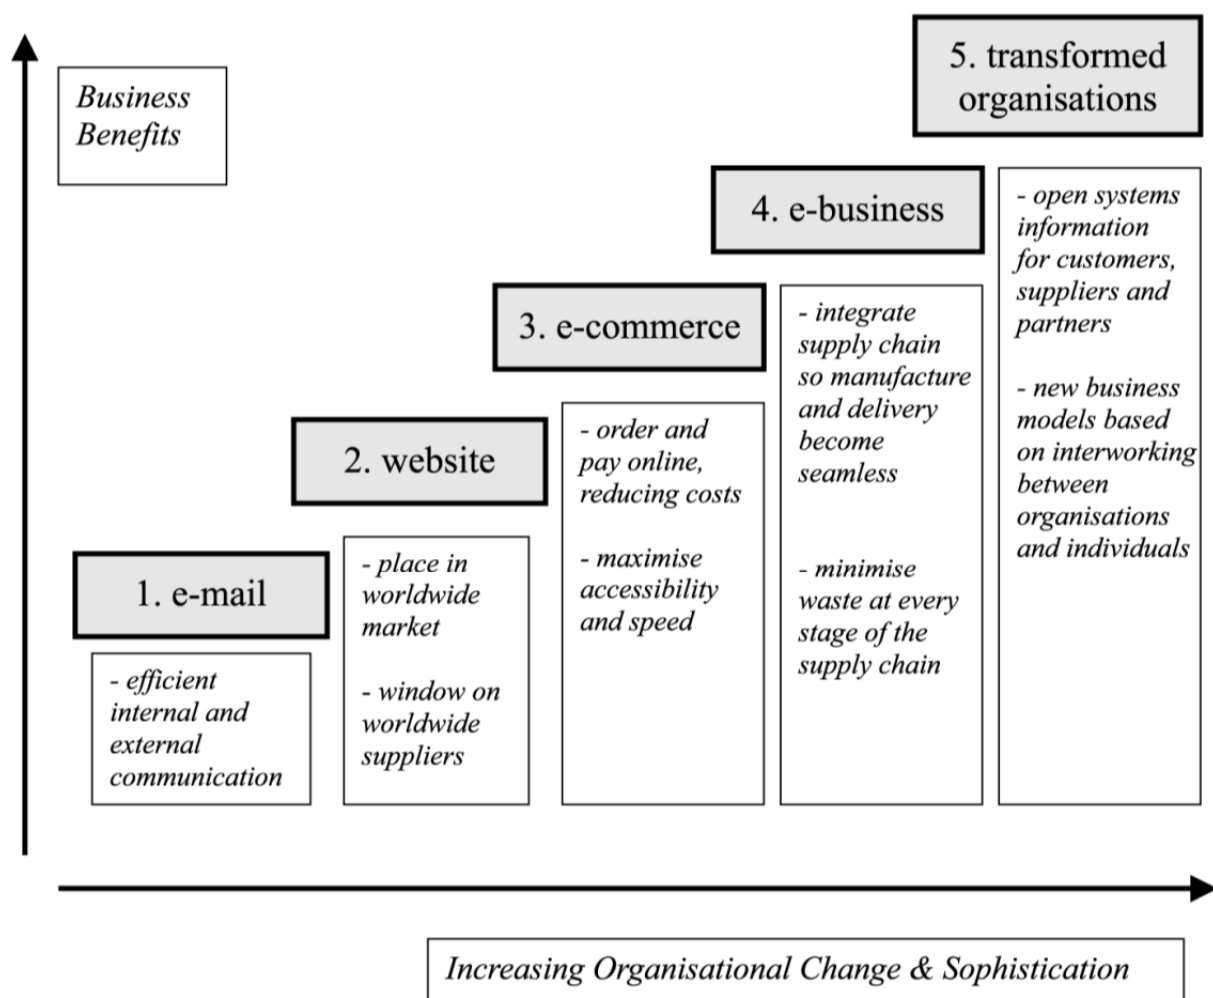 Business
Benefits
1. e-mail
- efficient
internal and
external
communication
2. website
- place in
worldwide
market
- window on
worldwide
suppliers
3. e-commerce
- order and
pay online,
reducing costs
- maximise
accessibility
and speed
4. e-business
- integrate
supply chain
so manufacture
and delivery
become
seamless
- minimise
waste at every
stage of the
supply chain
5. transformed
organisations
- open systems
information
for customers,
suppliers and
partners
- new business
models based
on interworking
between
organisations
and individuals
Increasing Organisational Change & Sophistication